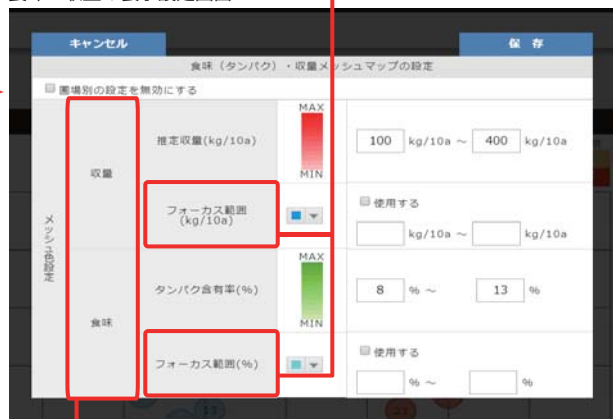 キャンセル
保 存
食味（タンパク）・収量メッシュマップの設定
圃場別の設定を無効にする
メッシュ色設定
収量
推定収量(kg/10a)
MAX
MIN
100 kg/10a ～ 400 kg/10a
フォーカス範囲
(kg/10a)
使用する
kg/10a ～ kg/10a
食味
タンパク含有率(%)
MAX
MIN
8 % ～ 13 %
フォーカス範囲(%)
使用する
% ～ %